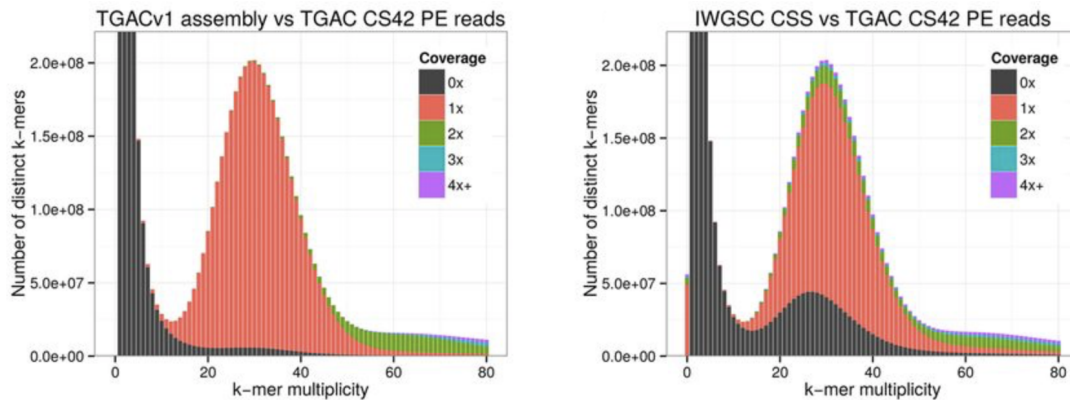 TGACv1 assembly vs TGAC CS42 PE reads
Number of distinct k-mers
2.0e+08
1.5e+08
1.0e+08
5.0e+07
0.0e+00
0
20
40
60
80
k-mer multiplicity
Coverage
0x
1x
2x
3x
4x+
IWGSC CSS vs TGAC CS42 PE reads
Number of distinct k-mers
2.0e+08
1.5e+08
1.0e+08
5.0e+07
0.0e+00
0
20
40
60
80
k-mer multiplicity
Coverage
0x
1x
2x
3x
4x+